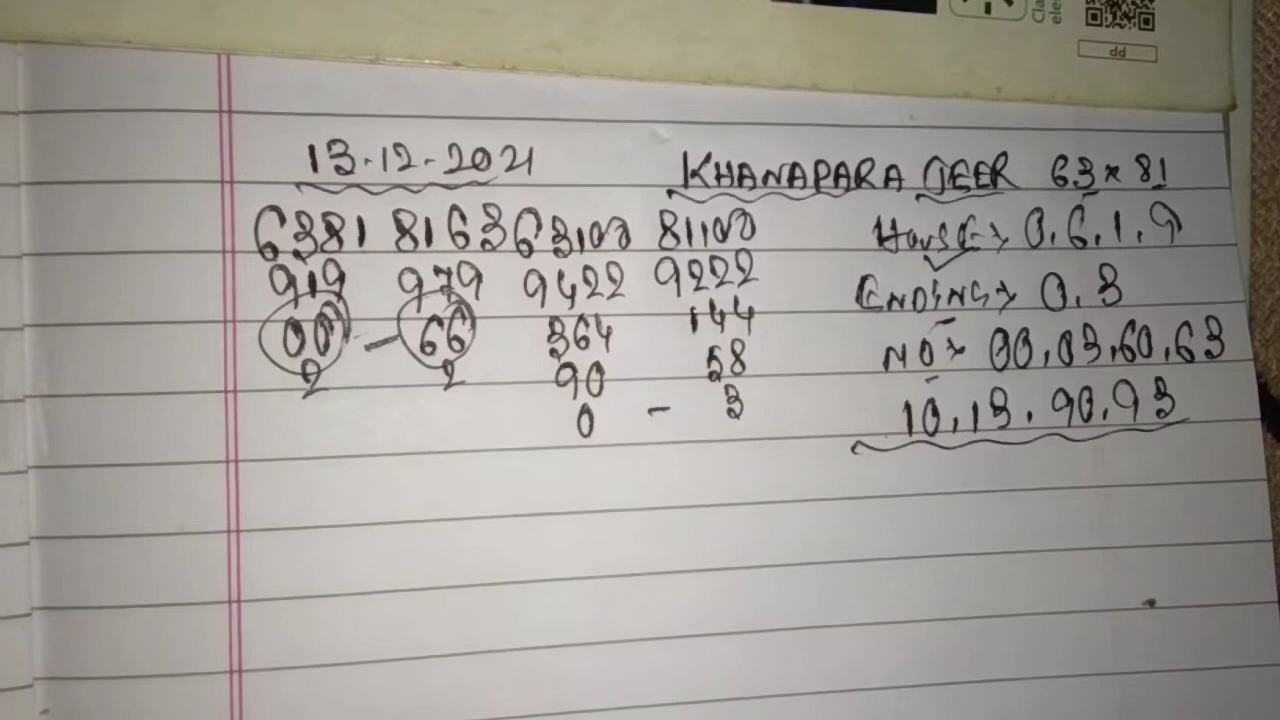 13.12.2021 KHANAPARA TEER 63 x 81
6381 8163 63100 81100 HOUSE→ 0.6.1.9
919 979 9422 9222 ENDING→ 0.3
00 - 66 364 144 NO→ 00,03,60,63
2 2 90 58 10,13.90.93
0 - 3